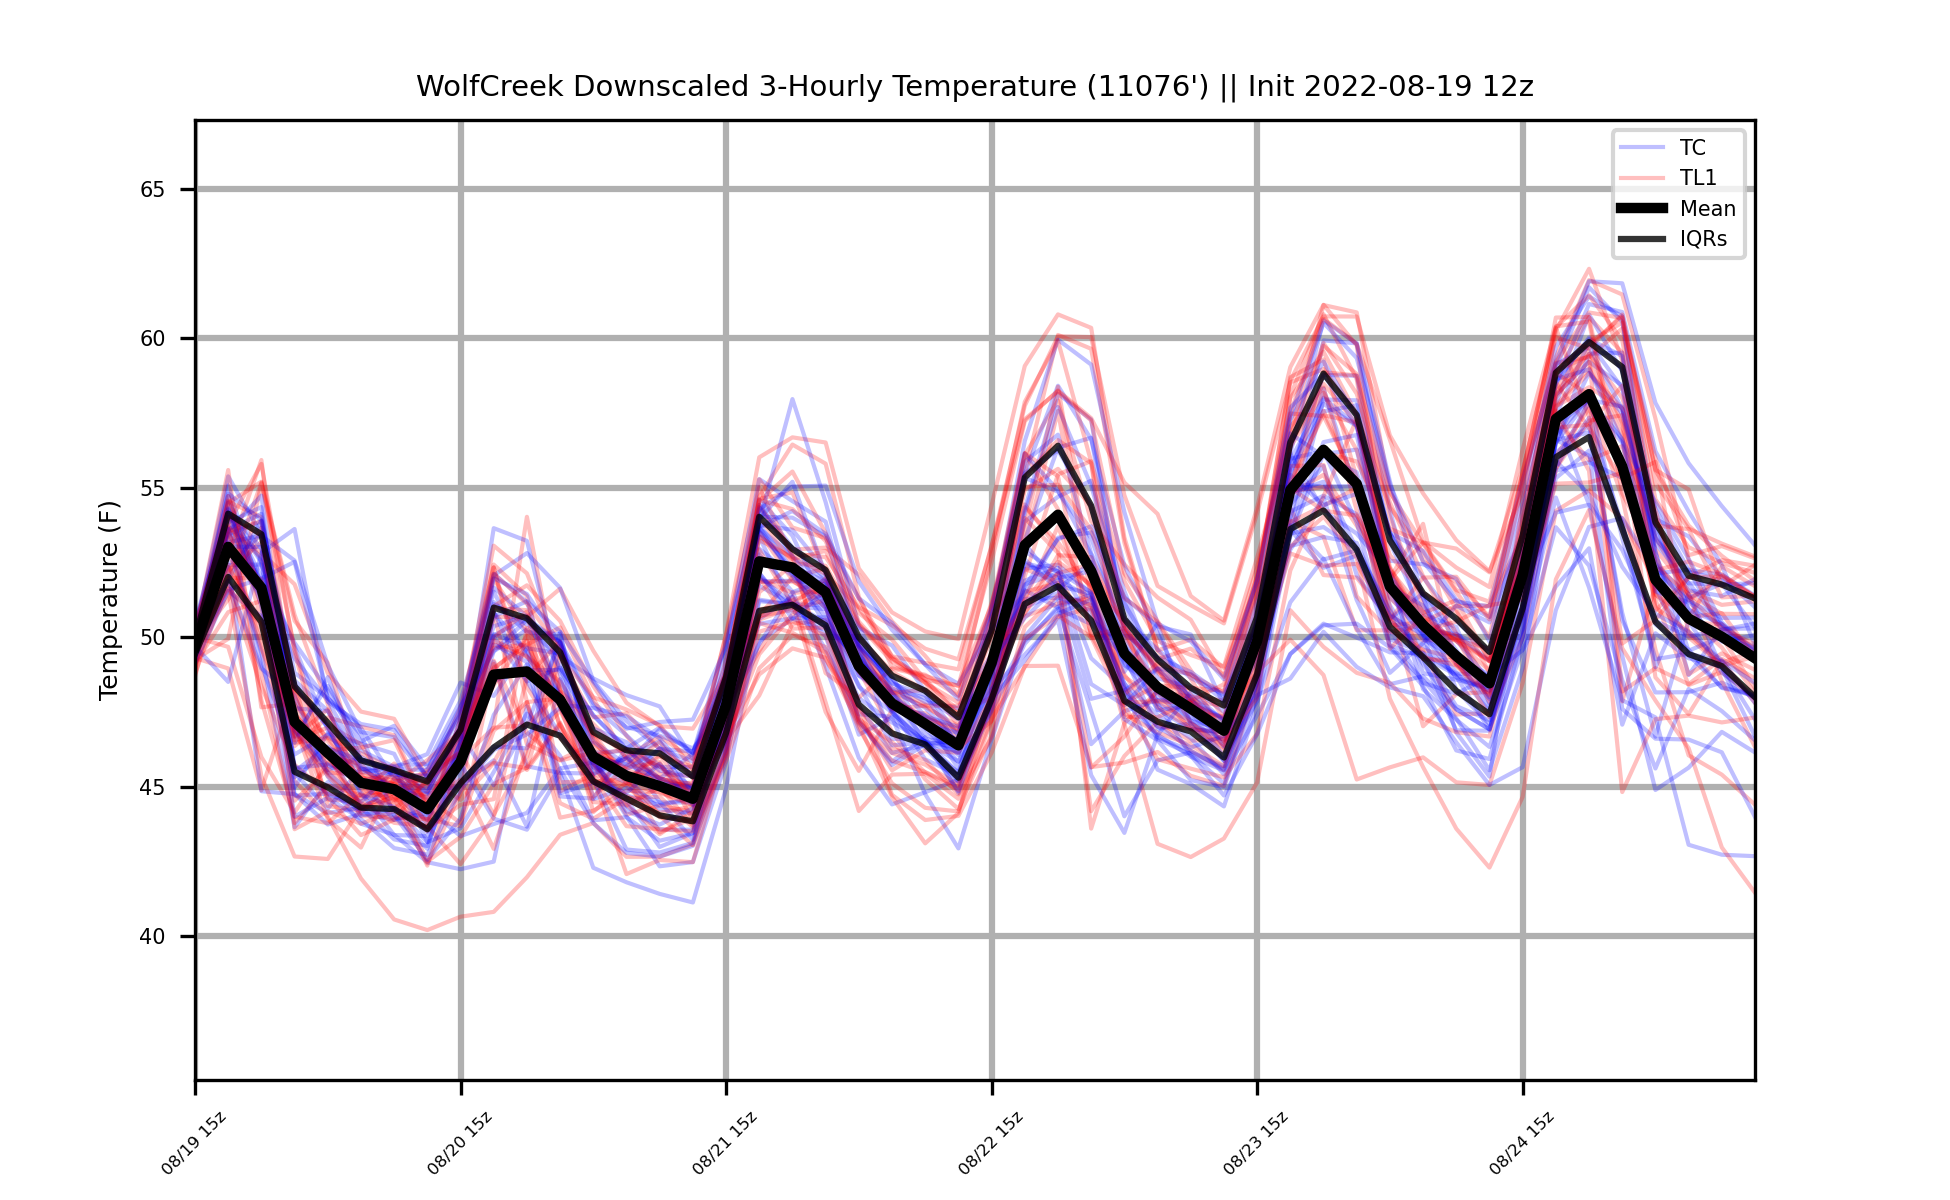 WolfCreek Downscaled 3-Hourly Temperature (11076') || Init 2022-08-19 12z
TC
TL1
Mean
IQRs
Temperature (F)
65
60
55
50
45
40
08/19 15z
08/20 15z
08/21 15z
08/22 15z
08/23 15z
08/24 15z